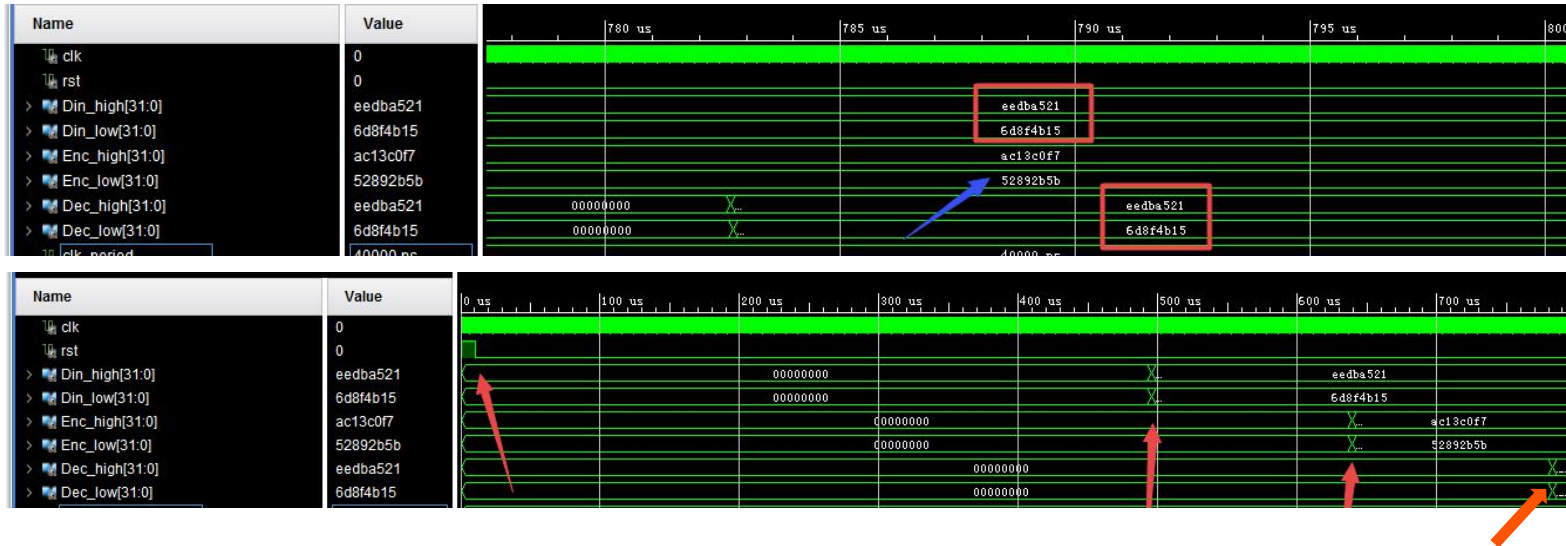 Name Value 780 us 785 us 790 us 795 us 800
clk 0
rst 0
Din_high[31:0] eedba521 eedba521
Din_low[31:0] 6d8f4b15 6d8f4b15
Enc_high[31:0] ac13c0f7 ac13c0f7
Enc_low[31:0] 52892b5b 52892b5b
Dec_high[31:0] eedba521 00000000 ... eedba521
Dec_low[31:0] 6d8f4b15 00000000 ... 6d8f4b15
clk_period 40000 ps 40000 ps
Name Value 0 us 100 us 200 us 300 us 400 us 500 us 600 us 700 us
clk 0
rst 0
Din_high[31:0] eedba521 00000000 ... eedba521
Din_low[31:0] 6d8f4b15 00000000 ... 6d8f4b15
Enc_high[31:0] ac13c0f7 00000000 ... ac13c0f7
Enc_low[31:0] 52892b5b 00000000 ... 52892b5b
Dec_high[31:0] eedba521 00000000 ...
Dec_low[31:0] 6d8f4b15 00000000 ...